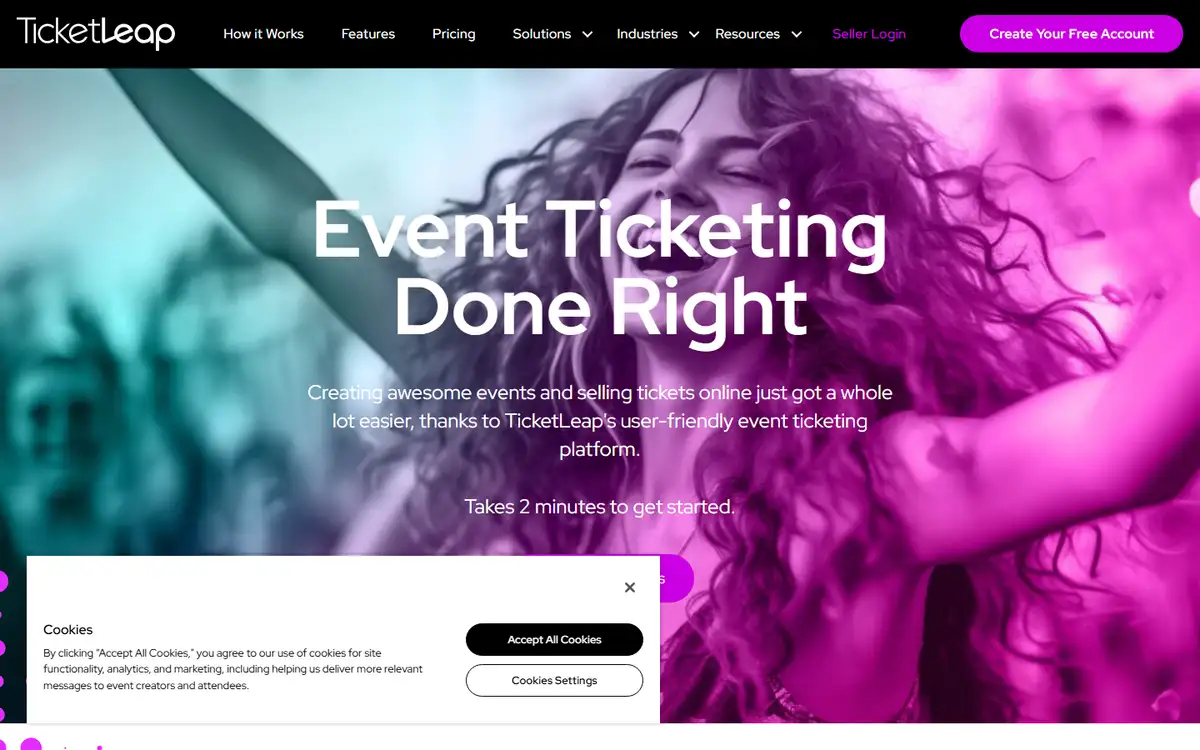 TicketLeap
How it Works
Features
Pricing
Solutions
Industries
Resources
Seller Login
Create Your Free Account
Event Ticketing
Done Right
Creating awesome events and selling tickets online just got a whole
lot easier, thanks to TicketLeap's user-friendly event ticketing
platform.
Takes 2 minutes to get started.
Cookies
By clicking "Accept All Cookies," you agree to our use of cookies for site
functionality, analytics, and marketing, including helping us deliver more relevant
messages to event creators and attendees.
Accept All Cookies
Cookies Settings